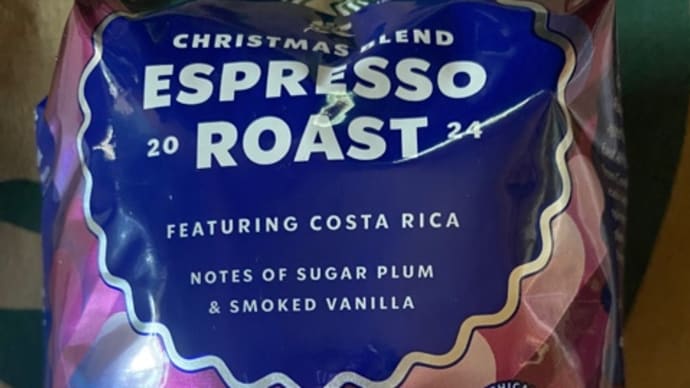 CHRISTMAS BLEND
ESPRESSO
20 ROAST 24
FEATURING COSTA RICA
NOTES OF SUGAR PLUM
& SMOKED VANILLA